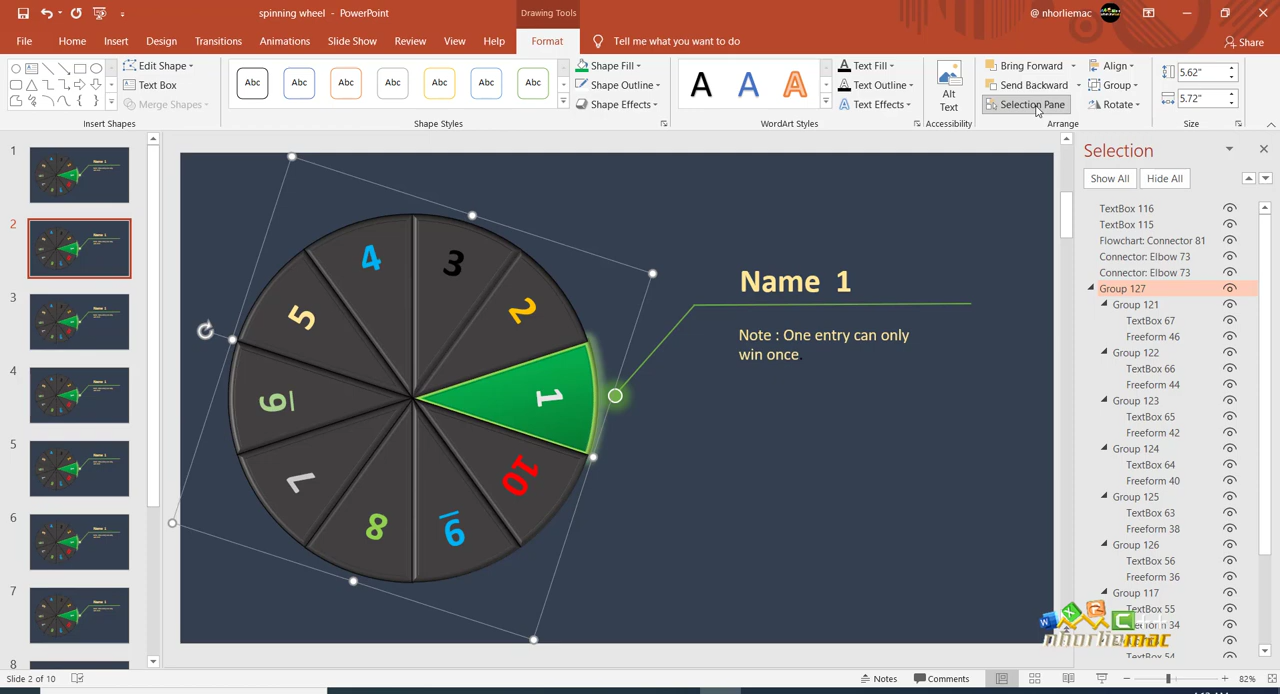 spinning wheel - PowerPoint
Drawing Tools
@ nhorliemac
File Home Insert Design Transitions Animations Slide Show Review View Help Format Tell me what you want to do Share
Edit Shape
Text Box
Merge Shapes
Insert Shapes
Abc Abc Abc Abc Abc Abc Abc
Shape Fill
Shape Outline
Shape Effects
Shape Styles
A A A
Text Fill
Text Outline
Text Effects
WordArt Styles
Alt
Text
Accessibility
Bring Forward
Send Backward
Selection Pane
Align
Group
Rotate
Arrange
5.62"
5.72"
Size
1
2
3
4
5
6
7
8
4
3
5
2
6
1
7
10
8
9
Name 1
Note : One entry can only
win once.
Selection
Show All Hide All
TextBox 116
TextBox 115
Flowchart: Connector 81
Connector: Elbow 73
Connector: Elbow 73
Group 127
Group 121
TextBox 67
Freeform 46
Group 122
TextBox 66
Freeform 44
Group 123
TextBox 65
Freeform 42
Group 124
TextBox 64
Freeform 40
Group 125
TextBox 63
Freeform 38
Group 126
TextBox 56
Freeform 36
Group 117
TextBox 55
nhorliemac
Slide 2 of 10
Notes Comments 82%